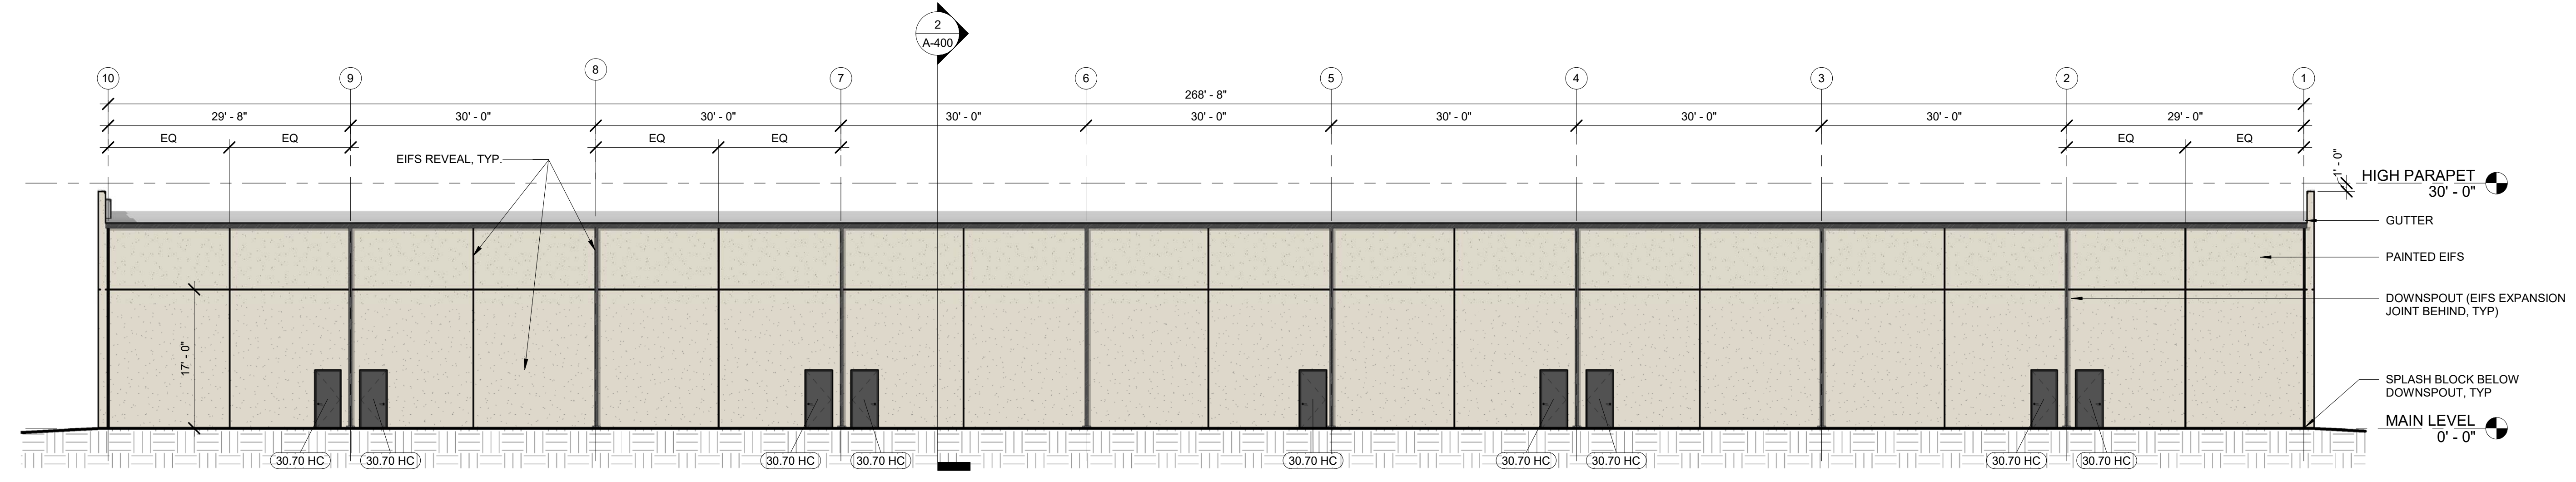 2
A-400
10
9
8
7
6
5
4
3
2
1
268' - 8"
29' - 8"
30' - 0"
30' - 0"
30' - 0"
30' - 0"
30' - 0"
30' - 0"
30' - 0"
29' - 0"
EQ
EQ
EQ
EQ
EQ
EQ
EIFS REVEAL, TYP.
1' - 0"
HIGH PARAPET
30' - 0"
GUTTER
PAINTED EIFS
DOWNSPOUT (EIFS EXPANSION
JOINT BEHIND, TYP)
17' - 0"
SPLASH BLOCK BELOW
DOWNSPOUT, TYP
MAIN LEVEL
0' - 0"
30.70 HC
30.70 HC
30.70 HC
30.70 HC
30.70 HC
30.70 HC
30.70 HC
30.70 HC
30.70 HC